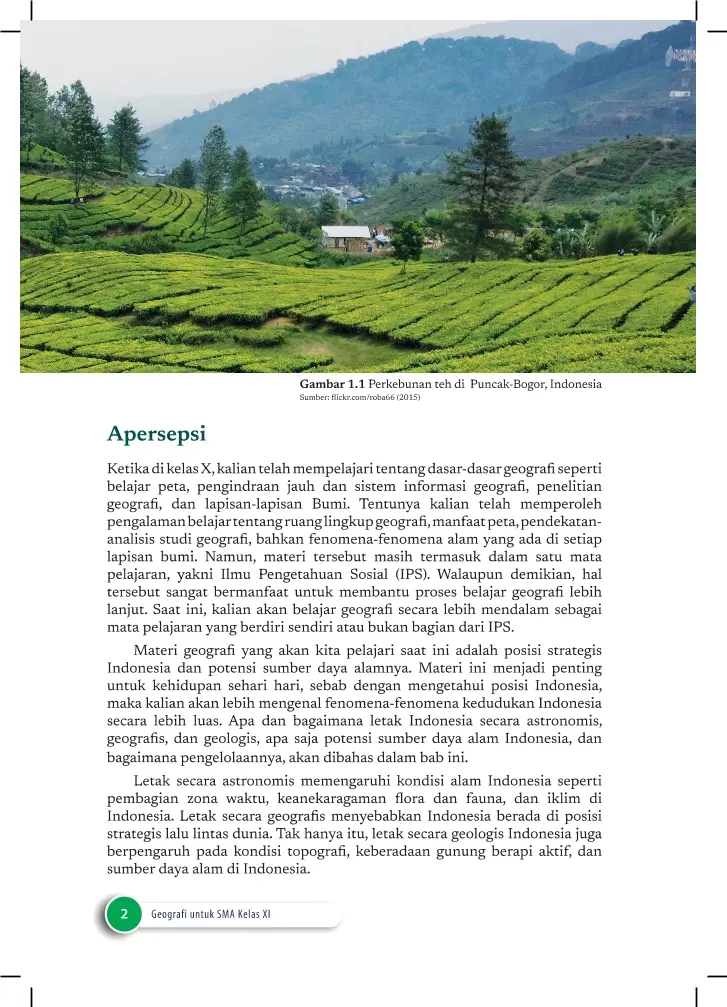 Gambar 1.1 Perkebunan teh di Puncak-Bogor, Indonesia
Sumber: flickr.com/roba66 (2015)
Apersepsi
Ketika di kelas X, kalian telah mempelajari tentang dasar-dasar geografi seperti
belajar peta, pengindraan jauh dan sistem informasi geografi, penelitian
geografi, dan lapisan-lapisan Bumi. Tentunya kalian telah memperoleh
pengalaman belajar tentang ruang lingkup geografi, manfaat peta, pendekatan-
analisis studi geografi, bahkan fenomena-fenomena alam yang ada di setiap
lapisan bumi. Namun, materi tersebut masih termasuk dalam satu mata
pelajaran, yakni Ilmu Pengetahuan Sosial (IPS). Walaupun demikian, hal
tersebut sangat bermanfaat untuk membantu proses belajar geografi lebih
lanjut. Saat ini, kalian akan belajar geografi secara lebih mendalam sebagai
mata pelajaran yang berdiri sendiri atau bukan bagian dari IPS.
Materi geografi yang akan kita pelajari saat ini adalah posisi strategis
Indonesia dan potensi sumber daya alamnya. Materi ini menjadi penting
untuk kehidupan sehari hari, sebab dengan mengetahui posisi Indonesia,
maka kalian akan lebih mengenal fenomena-fenomena kedudukan Indonesia
secara lebih luas. Apa dan bagaimana letak Indonesia secara astronomis,
geografis, dan geologis, apa saja potensi sumber daya alam Indonesia, dan
bagaimana pengelolaannya, akan dibahas dalam bab ini.
Letak secara astronomis memengaruhi kondisi alam Indonesia seperti
pembagian zona waktu, keanekaragaman flora dan fauna, dan iklim di
Indonesia. Letak secara geografis menyebabkan Indonesia berada di posisi
strategis lalu lintas dunia. Tak hanya itu, letak secara geologis Indonesia juga
berpengaruh pada kondisi topografi, keberadaan gunung berapi aktif, dan
sumber daya alam di Indonesia.
2 Geografi untuk SMA Kelas XI